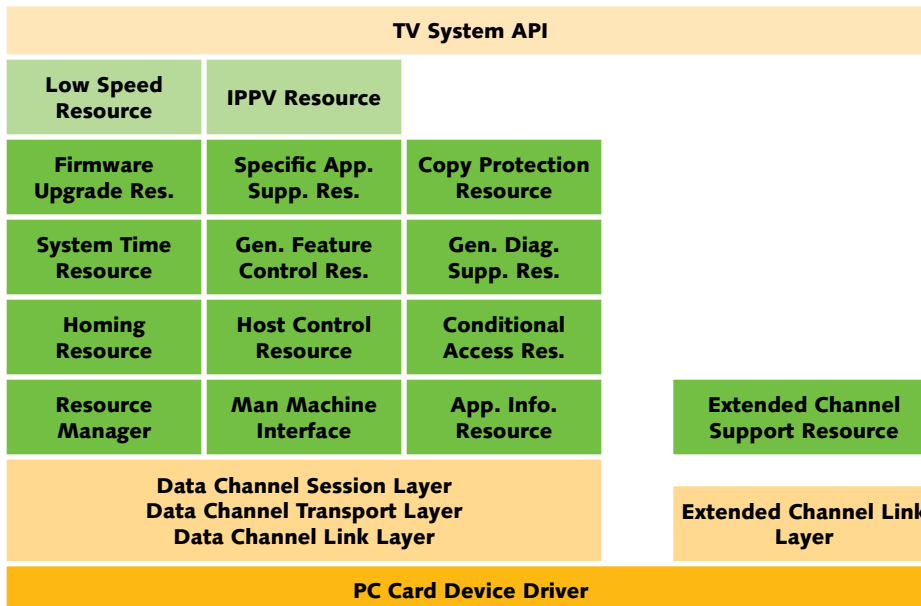 TV System API
Low Speed
Resource
IPPV Resource
Firmware
Upgrade Res.
Specific App.
Supp. Res.
Copy Protection
Resource
System Time
Resource
Gen. Feature
Control Res.
Gen. Diag.
Supp. Res.
Homing
Resource
Host Control
Resource
Conditional
Access Res.
Resource
Manager
Man Machine
Interface
App. Info.
Resource
Extended Channel
Support Resource
Data Channel Session Layer
Data Channel Transport Layer
Data Channel Link Layer
Extended Channel Link
Layer
PC Card Device Driver